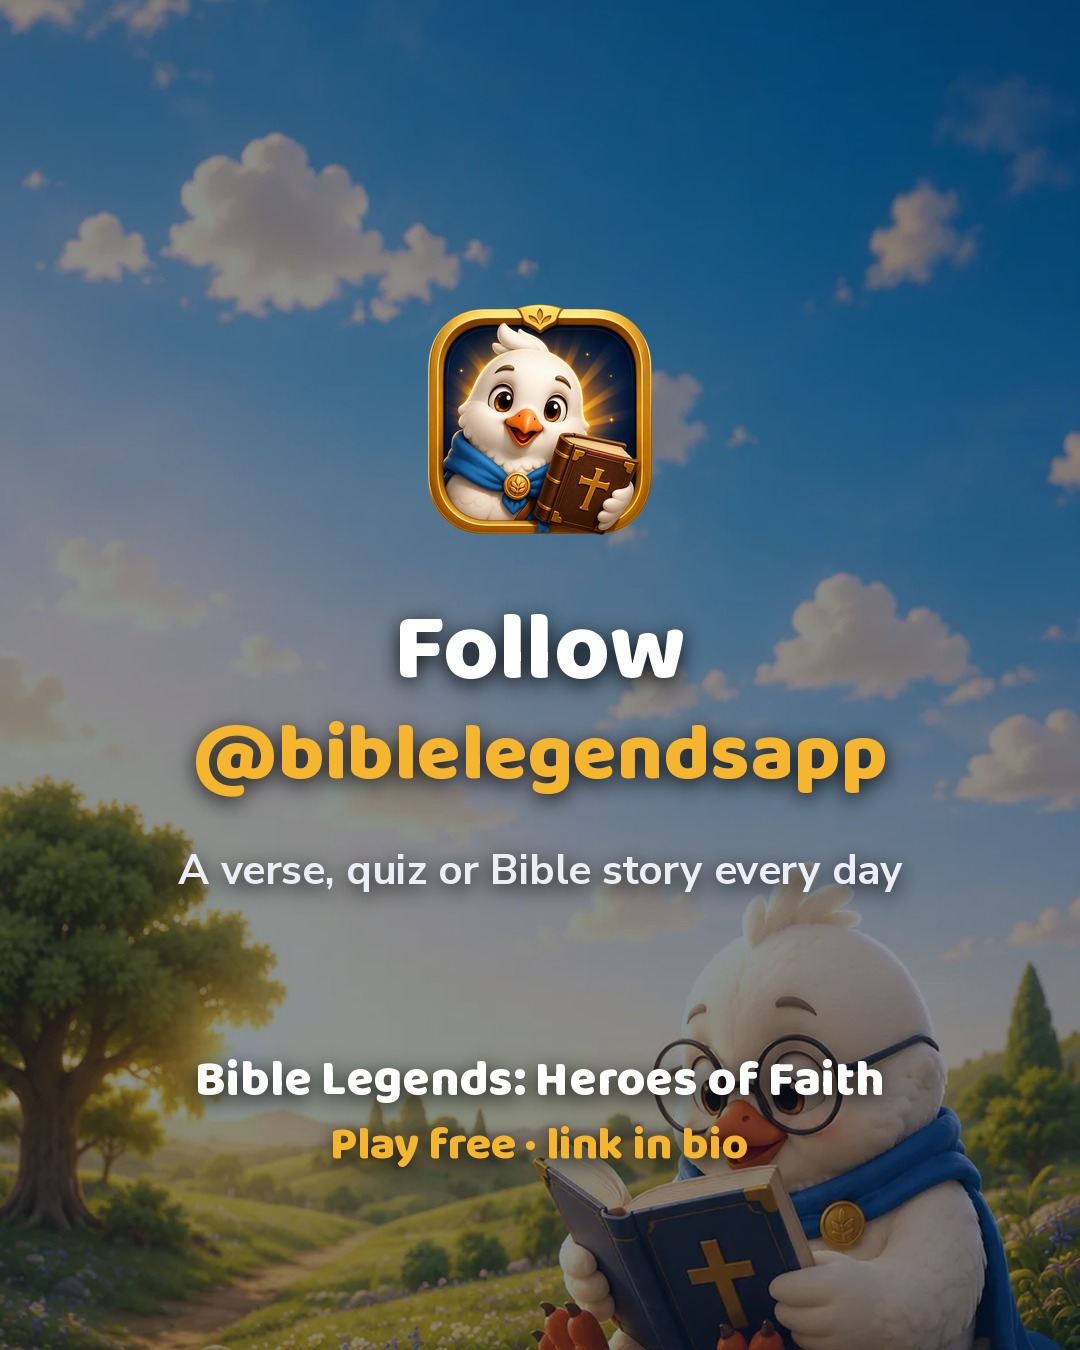 Follow
@biblelegendsapp
A verse, quiz or Bible story every day
Bible Legends: Heroes of Faith
Play free · link in bio